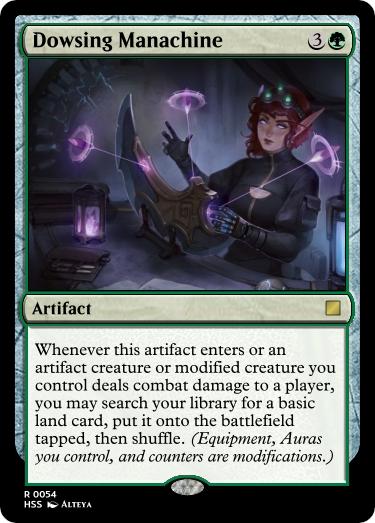 Dowsing Manachine 3
Artifact
Whenever this artifact enters or an
artifact creature or modified creature you
control deals combat damage to a player,
you may search your library for a basic
land card, put it onto the battlefield
tapped, then shuffle. (Equipment, Auras
you control, and counters are modifications.)
R 0054
HSS ALTEYA